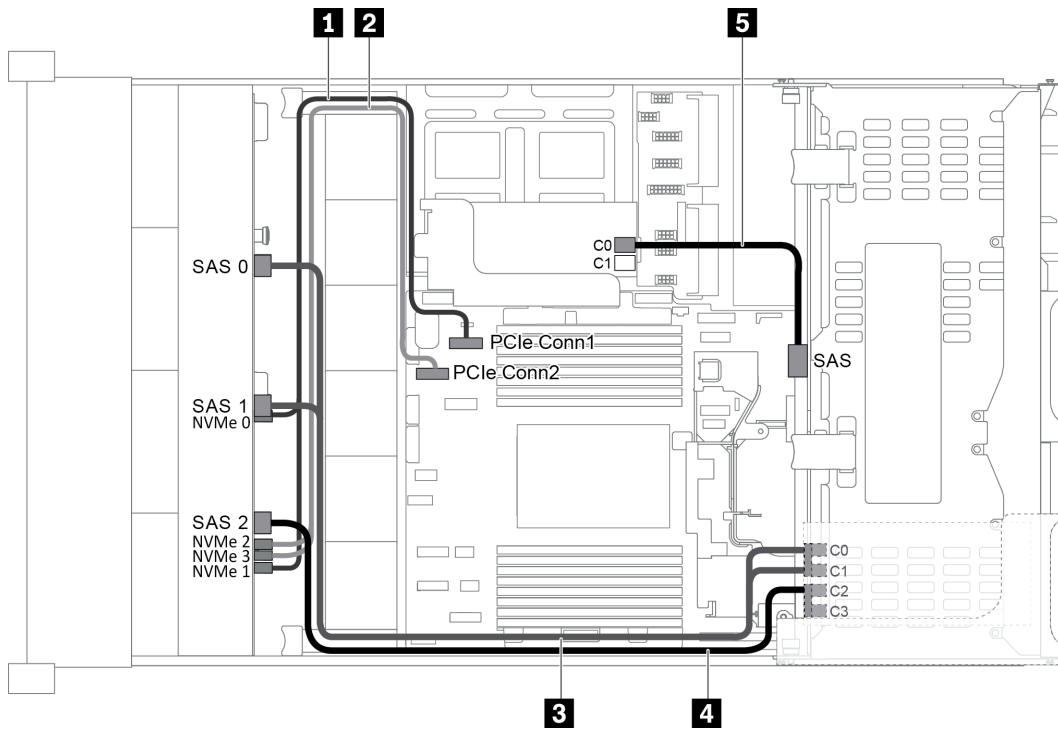 1 2 5
C0
C1
SAS 0
PCIe Conn1
SAS
PCIe Conn2
SAS 1
NVMe 0
SAS 2
NVMe 2
NVMe 3
NVMe 1
C0
C1
C2
C3
3 4